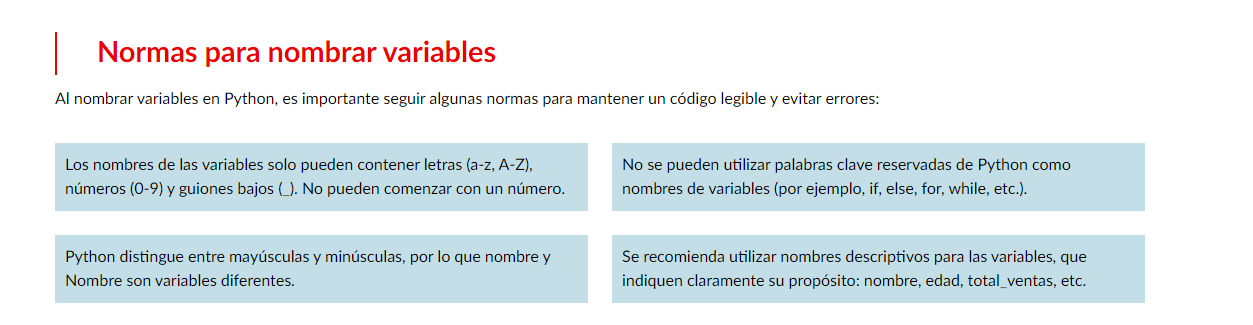 Normas para nombrar variables
Al nombrar variables en Python, es importante seguir algunas normas para mantener un código legible y evitar errores:
Los nombres de las variables solo pueden contener letras (a-z, A-Z),
números (0-9) y guiones bajos (_). No pueden comenzar con un número.
No se pueden utilizar palabras clave reservadas de Python como
nombres de variables (por ejemplo, if, else, for, while, etc.).
Python distingue entre mayúsculas y minúsculas, por lo que nombre y
Nombre son variables diferentes.
Se recomienda utilizar nombres descriptivos para las variables, que
indiquen claramente su propósito: nombre, edad, total_ventas, etc.